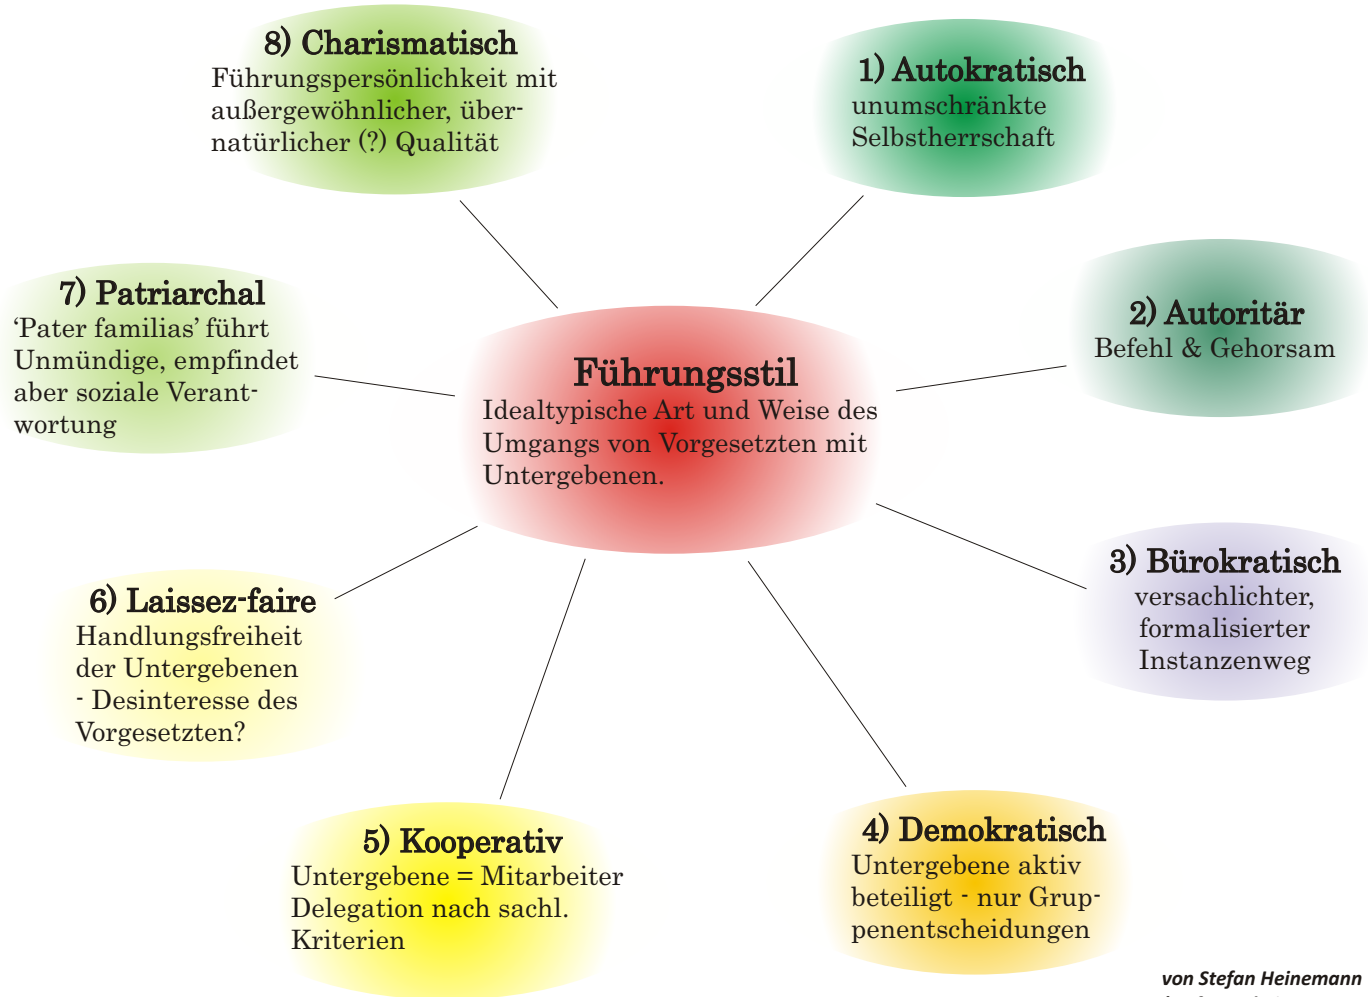 Führungsstil
Idealtypische Art und Weise des
Umgangs von Vorgesetzten mit
Untergebenen.
1) Autokratisch
unumschränkte
Selbstherrschaft
2) Autoritär
Befehl & Gehorsam
3) Bürokratisch
versachlichter,
formalisierter
Instanzenweg
4) Demokratisch
Untergebene aktiv
beteiligt - nur Grup-
penentscheidungen
5) Kooperativ
Untergebene = Mitarbeiter
Delegation nach sachl.
Kriterien
6) Laissez-faire
Handlungsfreiheit
der Untergebenen
- Desinteresse des
Vorgesetzten?
7) Patriarchal
‘Pater familias’ führt
Unmündige, empfindet
aber soziale Verant-
wortung
8) Charismatisch
Führungspersönlichkeit mit
außergewöhnlicher, über-
natürlicher (?) Qualität
von Stefan Heinemann